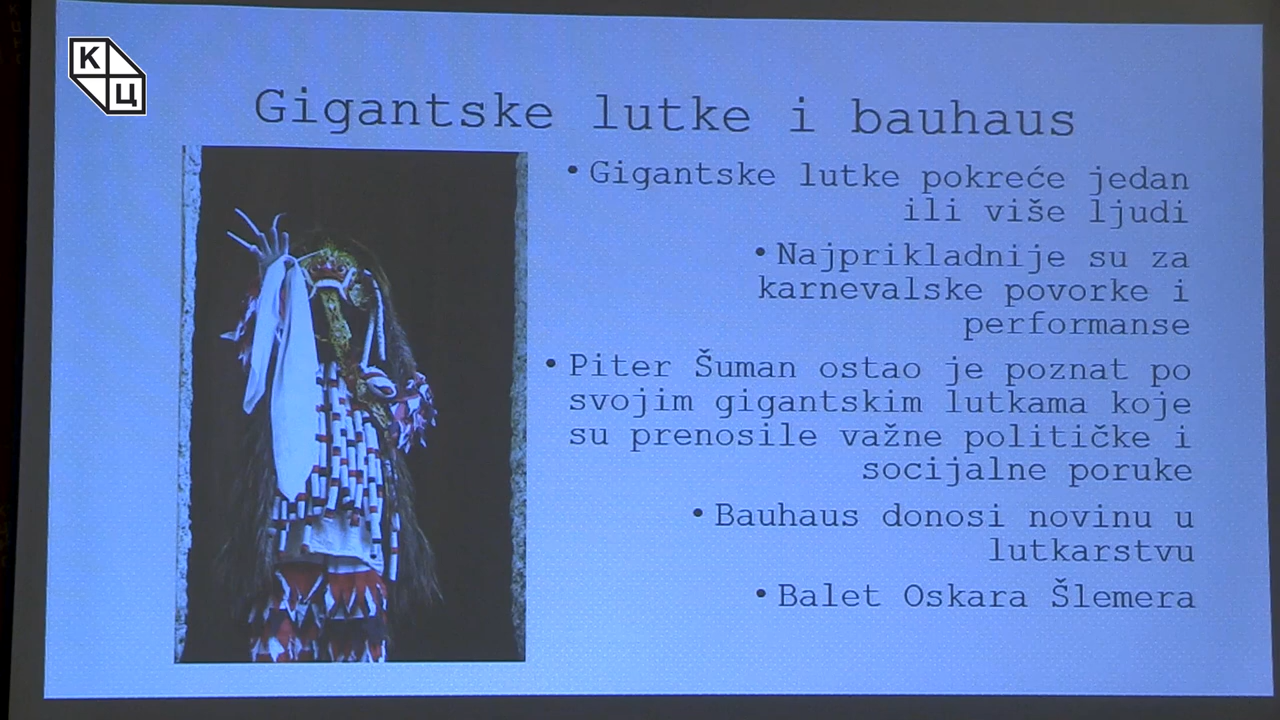 К
Ц
Gigantske lutke i bauhaus
• Gigantske lutke pokreće jedan
ili više ljudi
• Najprikladnije su za
karnevalske povorke i
performanse
• Piter Šuman ostao je poznat po
svojim gigantskim lutkama koje
su prenosile važne političke i
socijalne poruke
• Bauhaus donosi novinu u
lutkarstvu
• Balet Oskara Šlemera